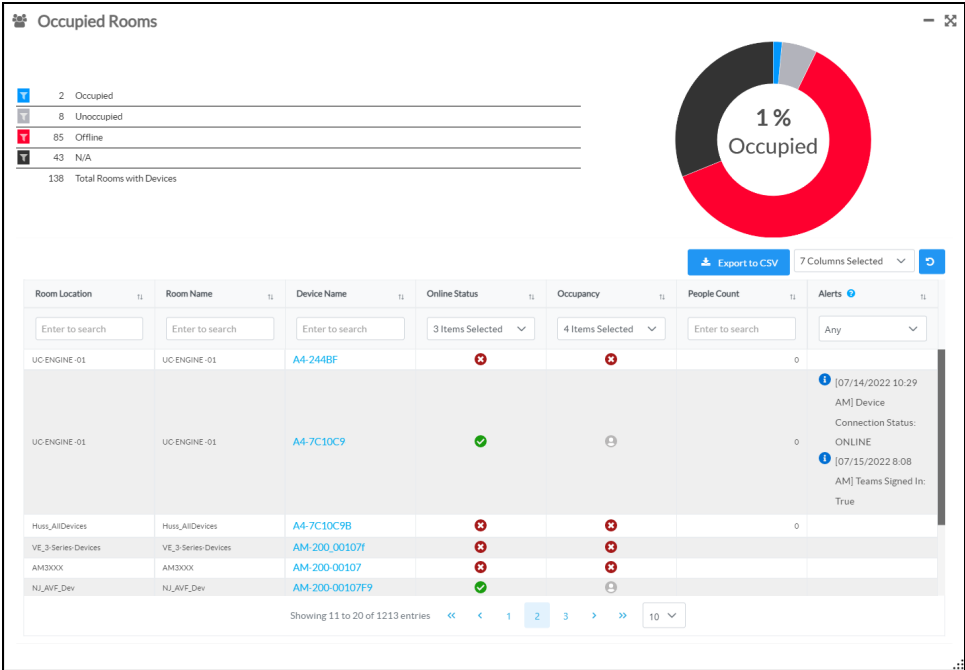 Occupied Rooms
2 Occupied
8 Unoccupied
85 Offline
43 N/A
138 Total Rooms with Devices
1 %
Occupied
Export to CSV
7 Columns Selected
Room Location
Room Name
Device Name
Online Status
Occupancy
People Count
Alerts
Enter to search
Enter to search
Enter to search
3 Items Selected
4 Items Selected
Enter to search
Any
UC-ENGINE -01 UC-ENGINE -01 A4-244BF 0
UC-ENGINE -01 UC-ENGINE -01 A4-7C10C9 0
[07/14/2022 10:29
AM] Device
Connection Status:
ONLINE
[07/15/2022 8:08
AM] Teams Signed In:
True
Huss_AllDevices Huss_AllDevices A4-7C10C9B 0
VE_3-Series-Devices VE_3-Series-Devices AM-200_00107f
AM3XXX AM3XXX AM-200-00107
NJ_AVF_Dev NJ_AVF_Dev AM-200-00107F9
Showing 11 to 20 of 1213 entries « ‹ 1 2 3 › » 10